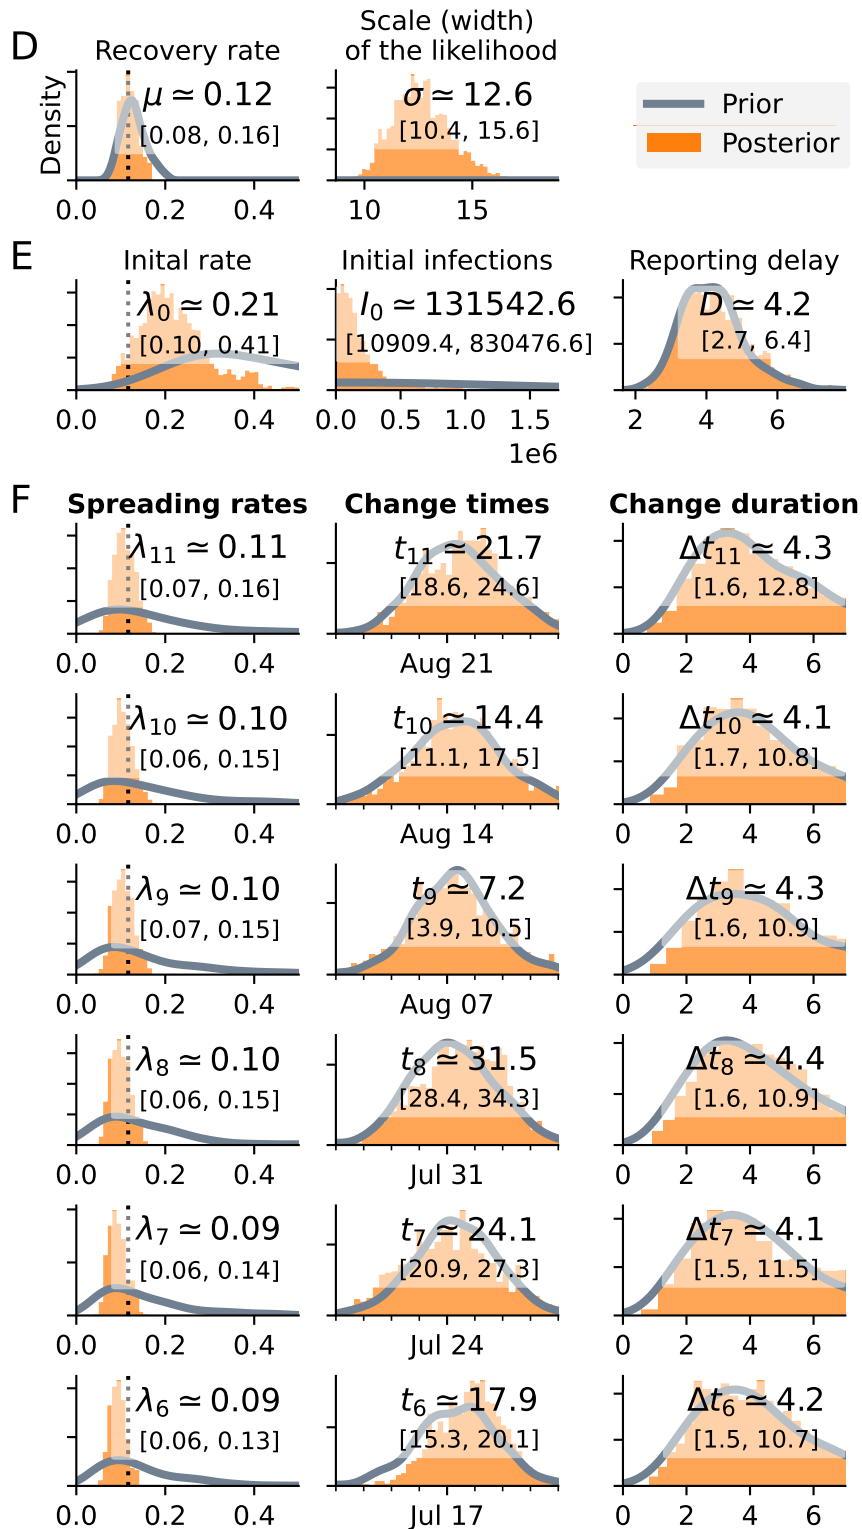 D
Recovery rate
Scale (width)
of the likelihood
Density
μ ≃ 0.12
[0.08, 0.16]
σ ≃ 12.6
[10.4, 15.6]
Prior
Posterior
0.0 0.2 0.4
10 15
E
Inital rate
Initial infections
Reporting delay
λ0 ≃ 0.21
[0.10, 0.41]
I0 ≃ 131542.6
[10909.4, 830476.6]
D ≃ 4.2
[2.7, 6.4]
0.0 0.2 0.4
0.0 0.5 1.0 1.5
1e6
2 4 6
F
Spreading rates
Change times
Change duration
λ11 ≃ 0.11
[0.07, 0.16]
t11 ≃ 21.7
[18.6, 24.6]
Δt11 ≃ 4.3
[1.6, 12.8]
0.0 0.2 0.4
Aug 21
0 2 4 6
λ10 ≃ 0.10
[0.06, 0.15]
t10 ≃ 14.4
[11.1, 17.5]
Δt10 ≃ 4.1
[1.7, 10.8]
0.0 0.2 0.4
Aug 14
0 2 4 6
λ9 ≃ 0.10
[0.07, 0.15]
t9 ≃ 7.2
[3.9, 10.5]
Δt9 ≃ 4.3
[1.6, 10.9]
0.0 0.2 0.4
Aug 07
0 2 4 6
λ8 ≃ 0.10
[0.06, 0.15]
t8 ≃ 31.5
[28.4, 34.3]
Δt8 ≃ 4.4
[1.6, 10.9]
0.0 0.2 0.4
Jul 31
0 2 4 6
λ7 ≃ 0.09
[0.06, 0.14]
t7 ≃ 24.1
[20.9, 27.3]
Δt7 ≃ 4.1
[1.5, 11.5]
0.0 0.2 0.4
Jul 24
0 2 4 6
λ6 ≃ 0.09
[0.06, 0.13]
t6 ≃ 17.9
[15.3, 20.1]
Δt6 ≃ 4.2
[1.5, 10.7]
0.0 0.2 0.4
Jul 17
0 2 4 6